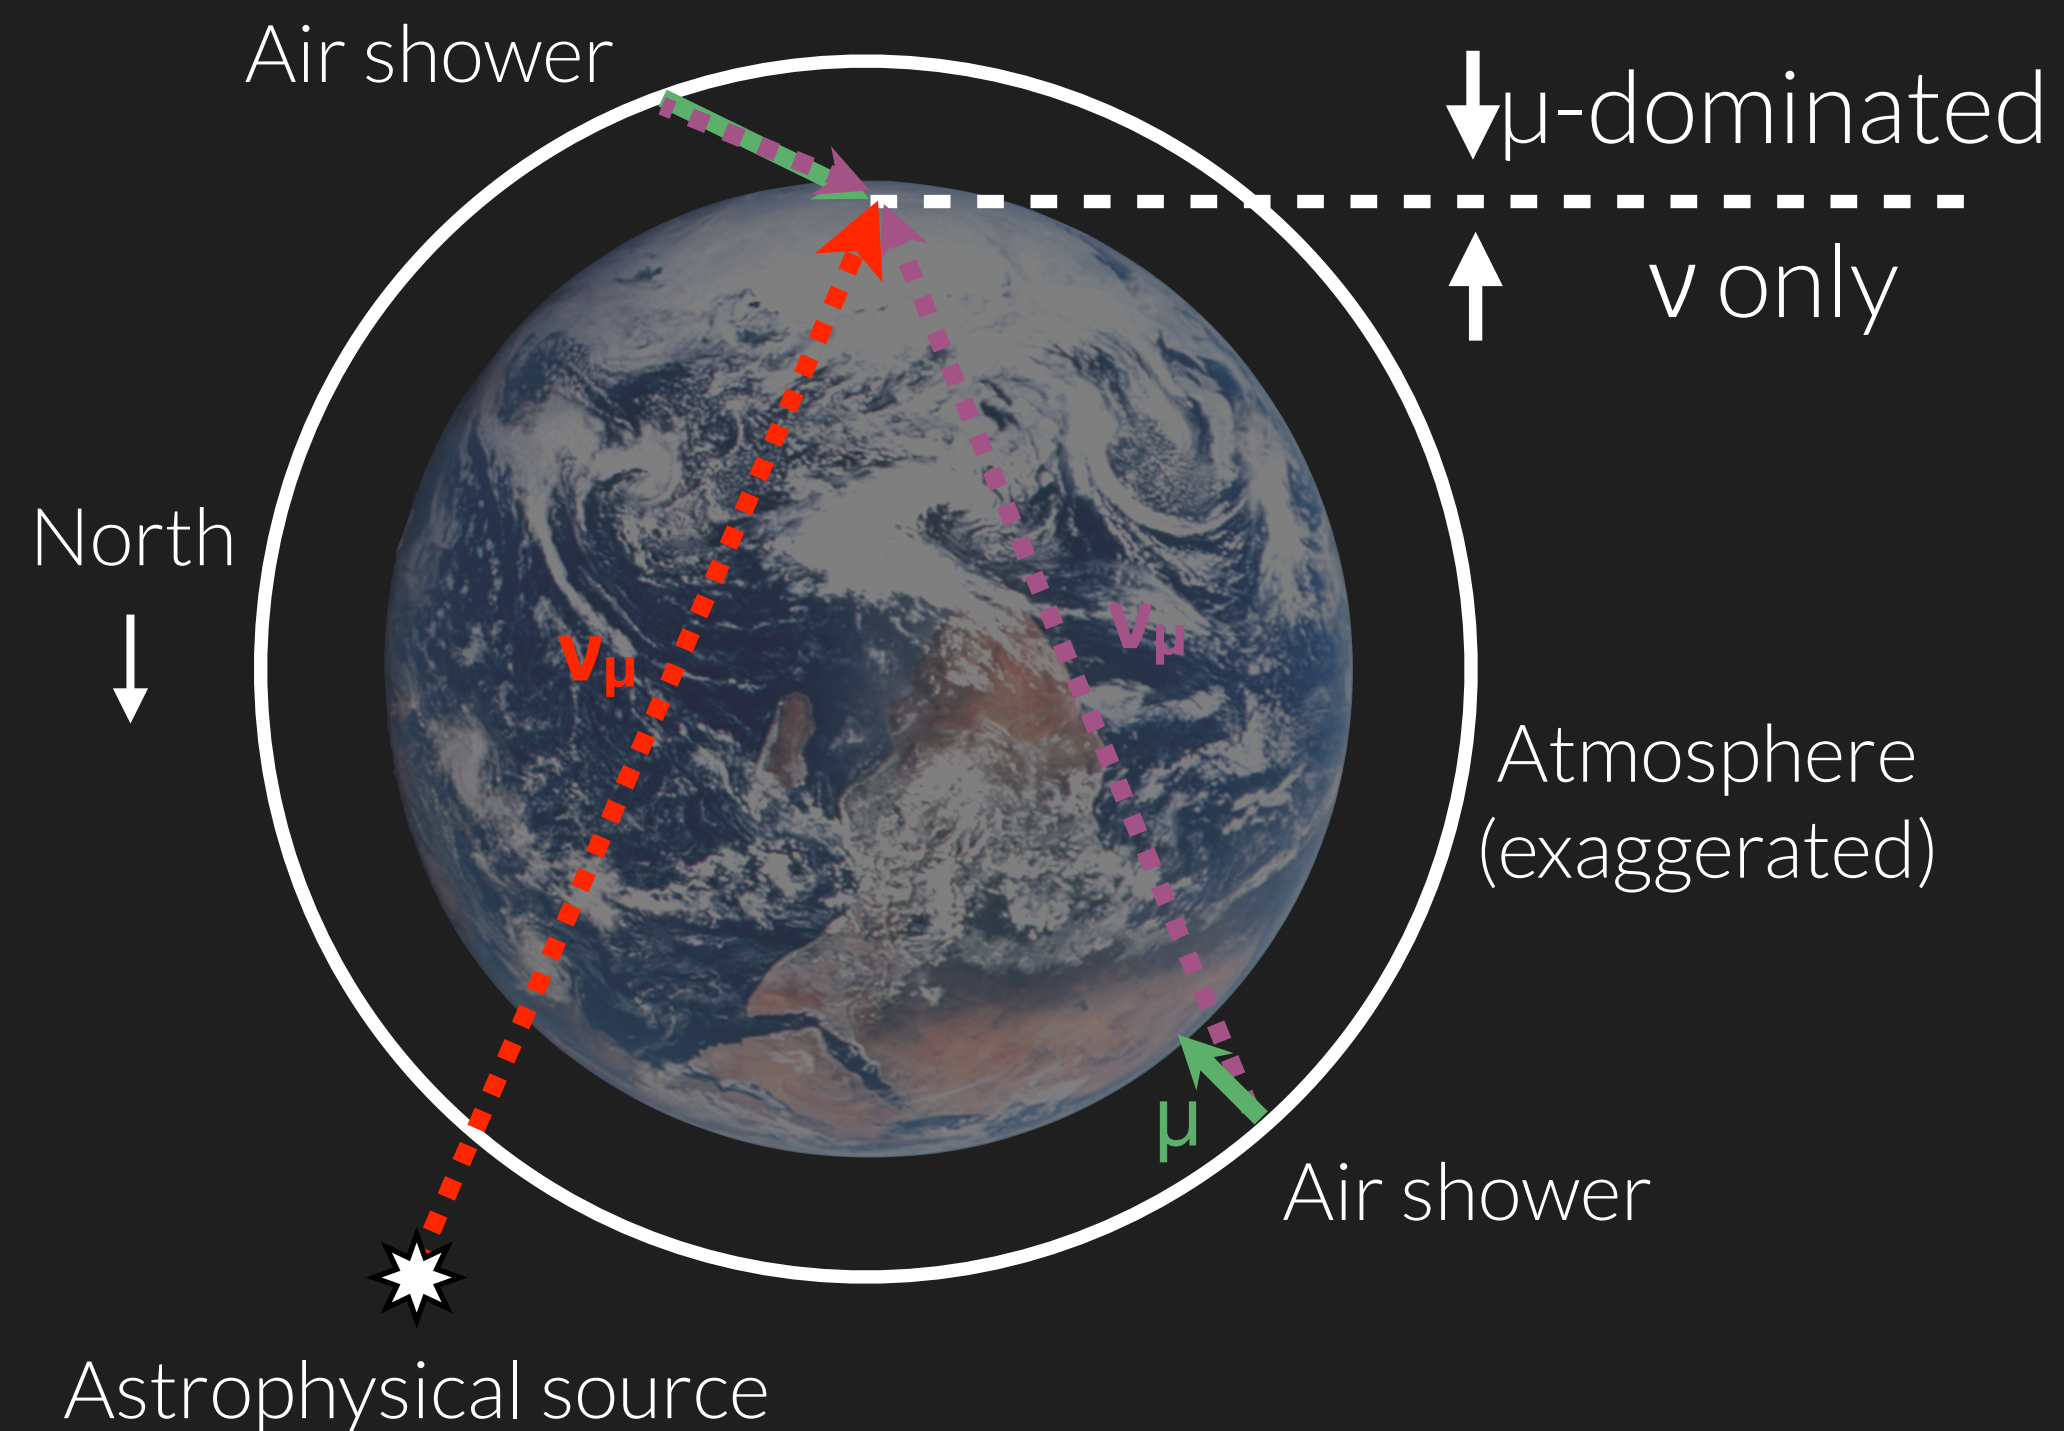 Air shower
μ-dominated
ν only
North
νμ
νμ
Atmosphere
(exaggerated)
μ
Air shower
Astrophysical source